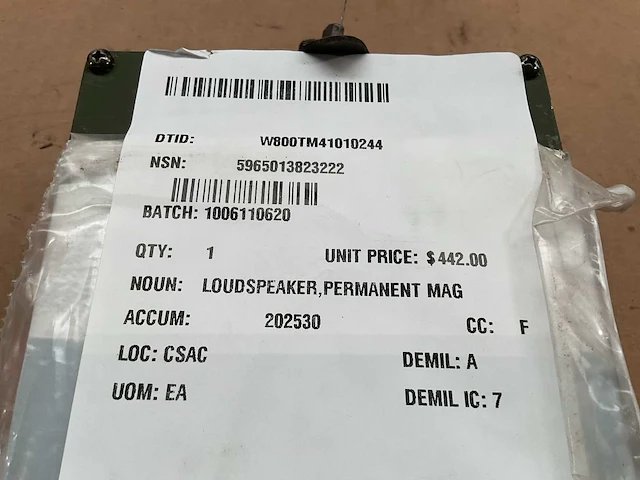 DTID: W800TM41010244
NSN: 5965013823222
BATCH: 1006110620
QTY: 1 UNIT PRICE: $442.00
NOUN: LOUDSPEAKER,PERMANENT MAG
ACCUM: 202530 CC: F
LOC: CSAC DEMIL: A
UOM: EA DEMIL IC: 7